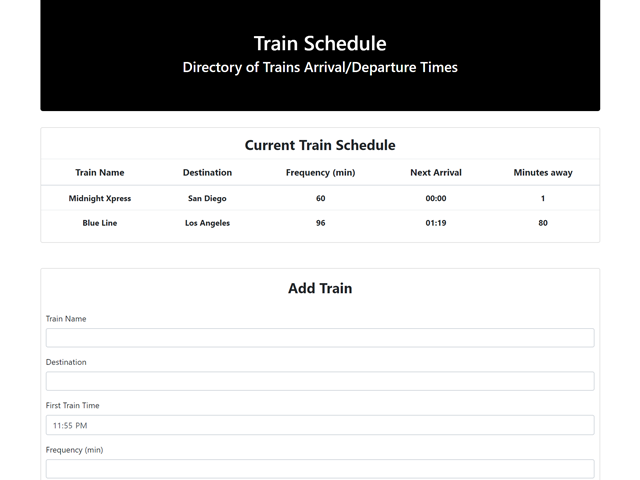 Train Schedule
Directory of Trains Arrival/Departure Times
Current Train Schedule
Train Name Destination Frequency (min) Next Arrival Minutes away
Midnight Xpress San Diego 60 00:00 1
Blue Line Los Angeles 96 01:19 80
Add Train
Train Name
Destination
First Train Time
11:55 PM
Frequency (min)